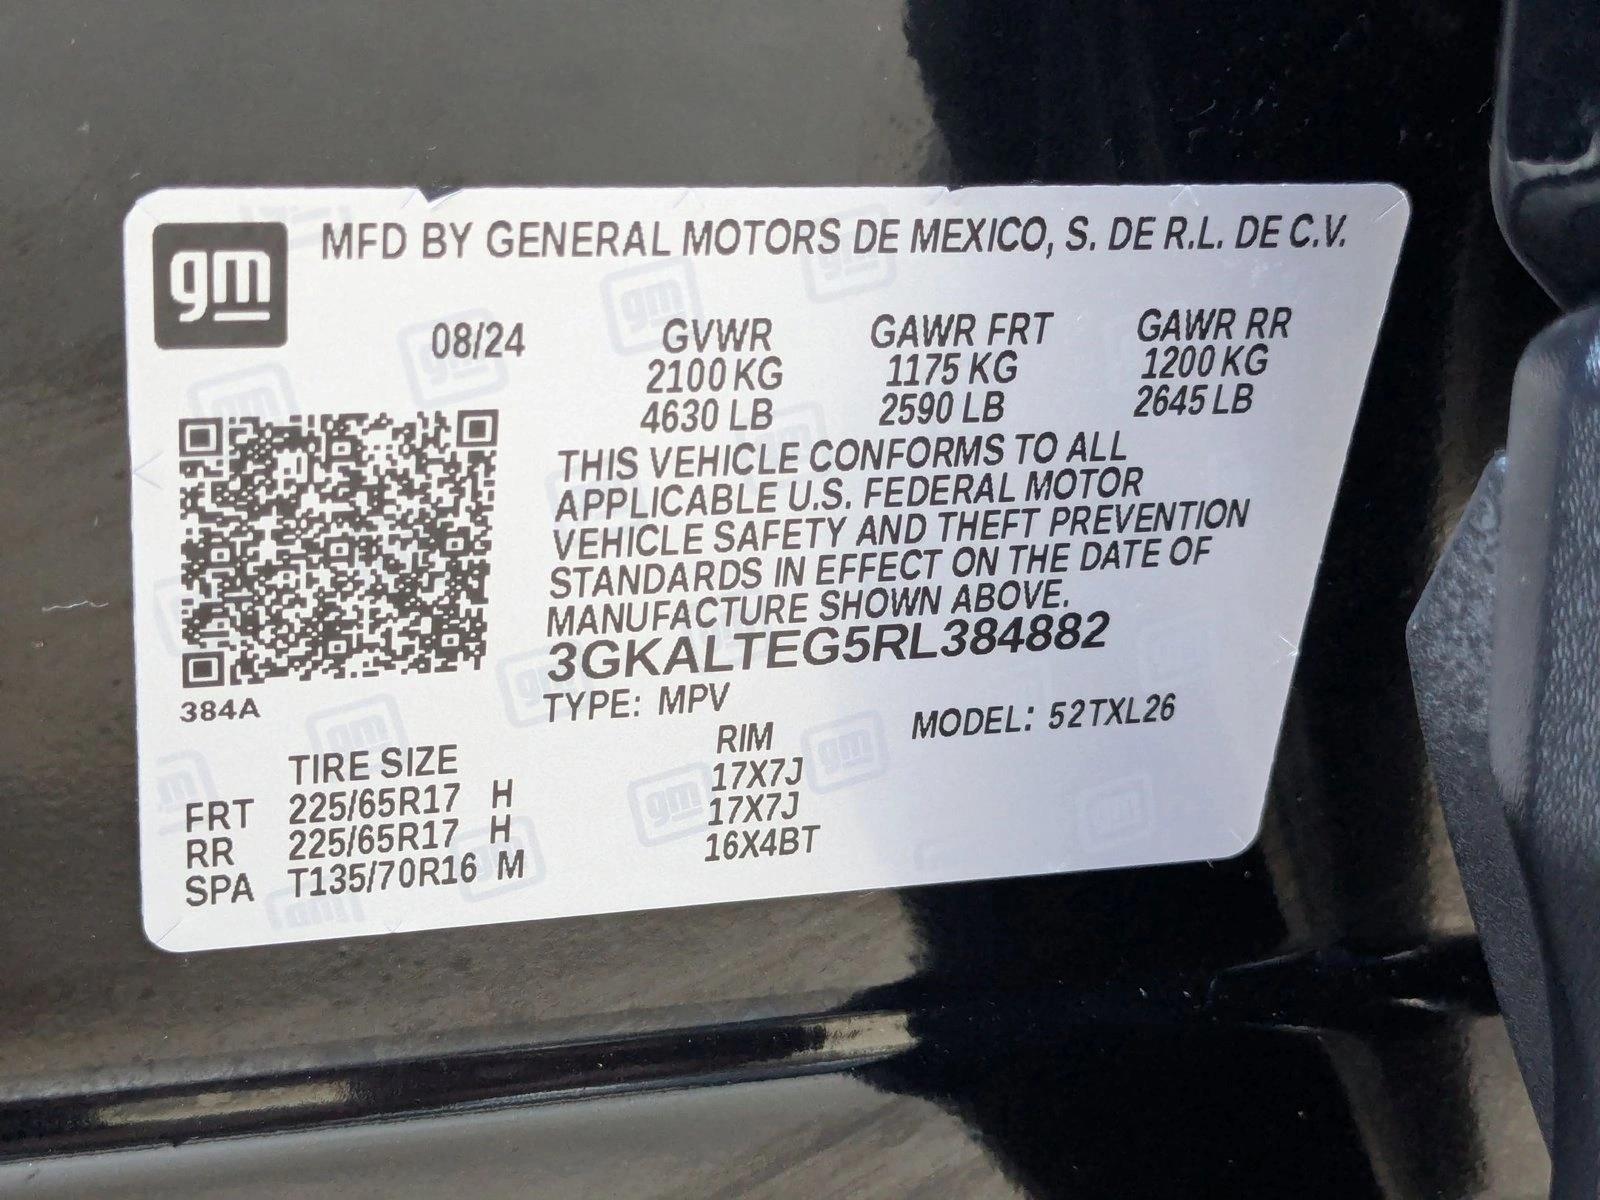 gm MFD BY GENERAL MOTORS DE MEXICO, S. DE R.L. DE C.V.
08/24 GVWR GAWR FRT GAWR RR
2100 KG 1175 KG 1200 KG
4630 LB 2590 LB 2645 LB
THIS VEHICLE CONFORMS TO ALL
APPLICABLE U.S. FEDERAL MOTOR
VEHICLE SAFETY AND THEFT PREVENTION
STANDARDS IN EFFECT ON THE DATE OF
MANUFACTURE SHOWN ABOVE.
3GKALTEG5RL384882
384A TYPE: MPV MODEL: 52TXL26
TIRE SIZE RIM
FRT 225/65R17 H 17X7J
RR 225/65R17 H 17X7J
SPA T135/70R16 M 16X4BT